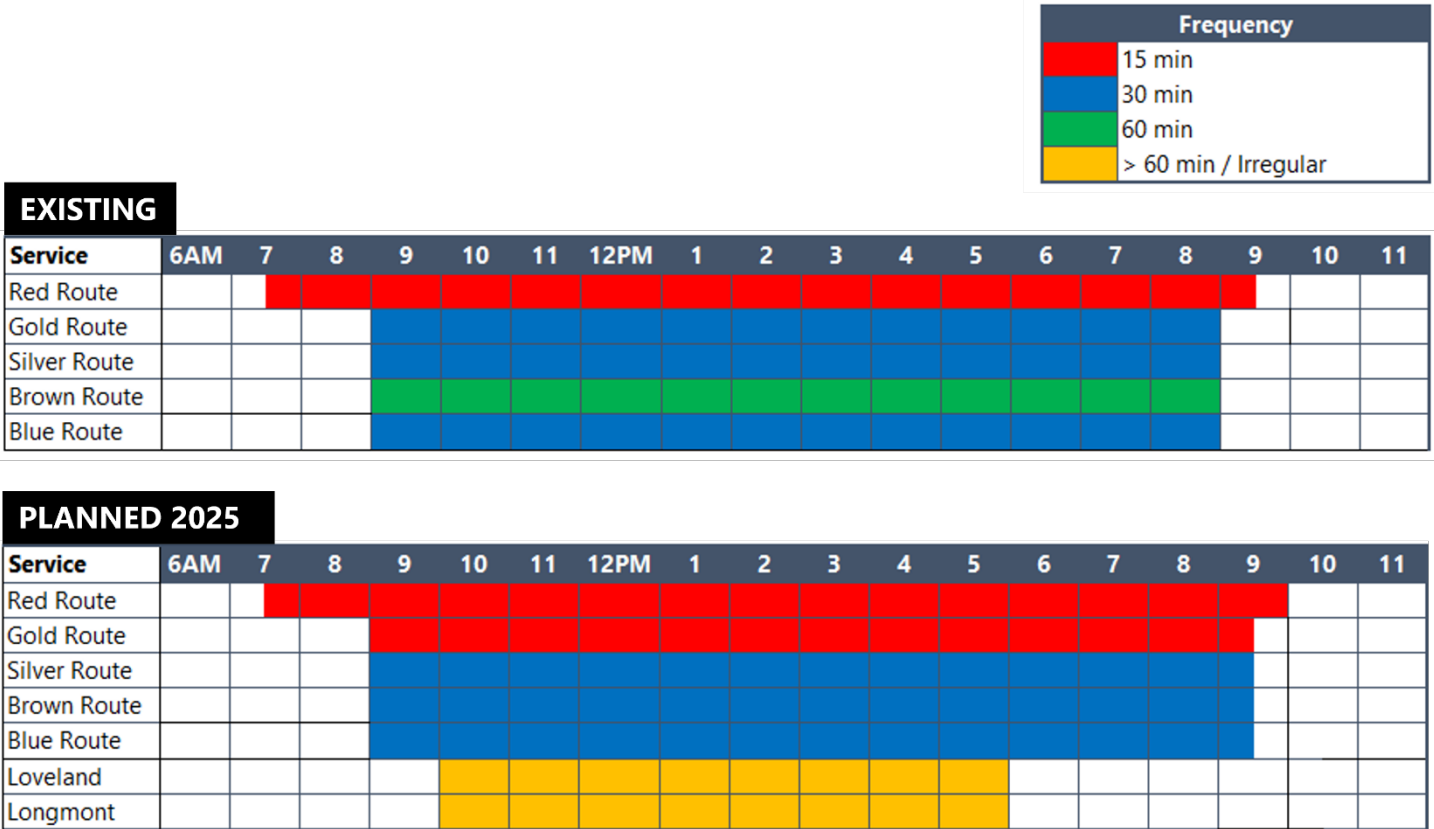 Frequency
15 min
30 min
60 min
> 60 min / Irregular
EXISTING
Service 6AM 7 8 9 10 11 12PM 1 2 3 4 5 6 7 8 9 10 11
Red Route
Gold Route
Silver Route
Brown Route
Blue Route
PLANNED 2025
Service 6AM 7 8 9 10 11 12PM 1 2 3 4 5 6 7 8 9 10 11
Red Route
Gold Route
Silver Route
Brown Route
Blue Route
Loveland
Longmont